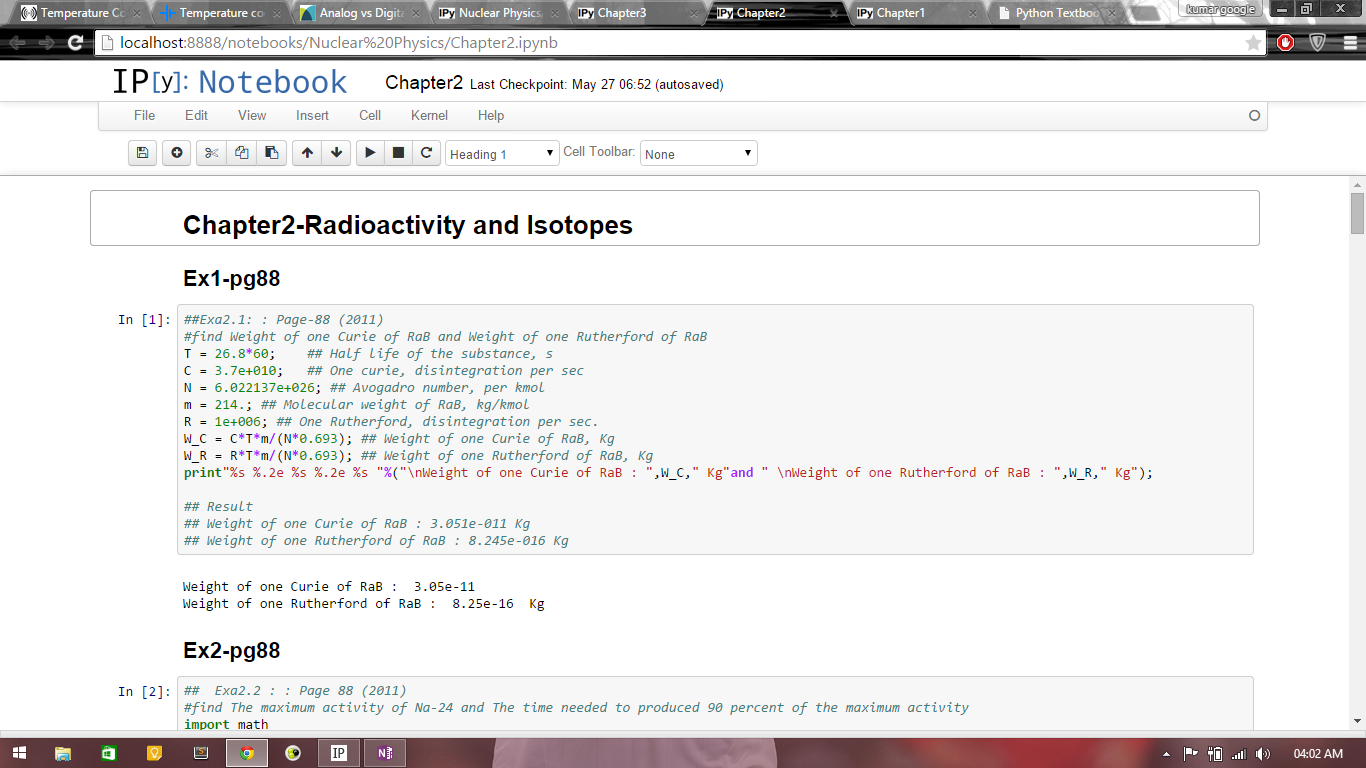 Temperature Co
Temperature co
Analog vs Digita
IPy Nuclear Physics
IPy Chapter3
IPy Chapter2
IPy Chapter1
Python Textboo
kumar google
localhost:8888/notebooks/Nuclear%20Physics/Chapter2.ipynb
IP[y]: Notebook
Chapter2 Last Checkpoint: May 27 06:52 (autosaved)
File Edit View Insert Cell Kernel Help
Heading 1 Cell Toolbar: None
Chapter2-Radioactivity and Isotopes
Ex1-pg88
In [1]: ##Exa2.1: : Page-88 (2011)
#find Weight of one Curie of RaB and Weight of one Rutherford of RaB
T = 26.8*60;    ## Half life of the substance, s
C = 3.7e+010;   ## One curie, disintegration per sec
N = 6.022137e+026; ## Avogadro number, per kmol
m = 214.; ## Molecular weight of RaB, kg/kmol
R = 1e+006; ## One Rutherford, disintegration per sec.
W_C = C*T*m/(N*0.693); ## Weight of one Curie of RaB, Kg
W_R = R*T*m/(N*0.693); ## Weight of one Rutherford of RaB, Kg
print"%s %.2e %s %.2e %s "%("\nWeight of one Curie of RaB : ",W_C," Kg"and " \nWeight of one Rutherford of RaB : ",W_R," Kg");
## Result
## Weight of one Curie of RaB : 3.051e-011 Kg
## Weight of one Rutherford of RaB : 8.245e-016 Kg
Weight of one Curie of RaB :  3.05e-11
Weight of one Rutherford of RaB :  8.25e-16  Kg
Ex2-pg88
In [2]: ##  Exa2.2 : : Page 88 (2011)
#find The maximum activity of Na-24 and The time needed to produced 90 percent of the maximum activity
import math
IP
N
04:02 AM